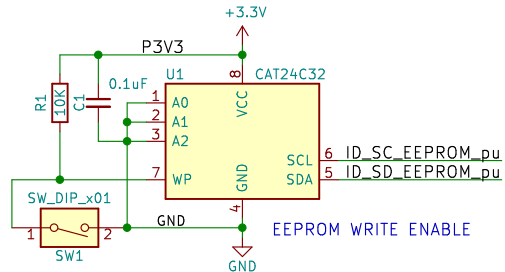 +3.3V
P3V3
U1
CAT24C32
0.1uF
R1
10K
C1
8
VCC
1
A0
2
A1
3
A2
7
WP
6
SCL
ID_SC_EEPROM_pu
5
SDA
ID_SD_EEPROM_pu
GND
4
SW_DIP_x01
GND
EEPROM WRITE ENABLE
1
2
SW1
GND